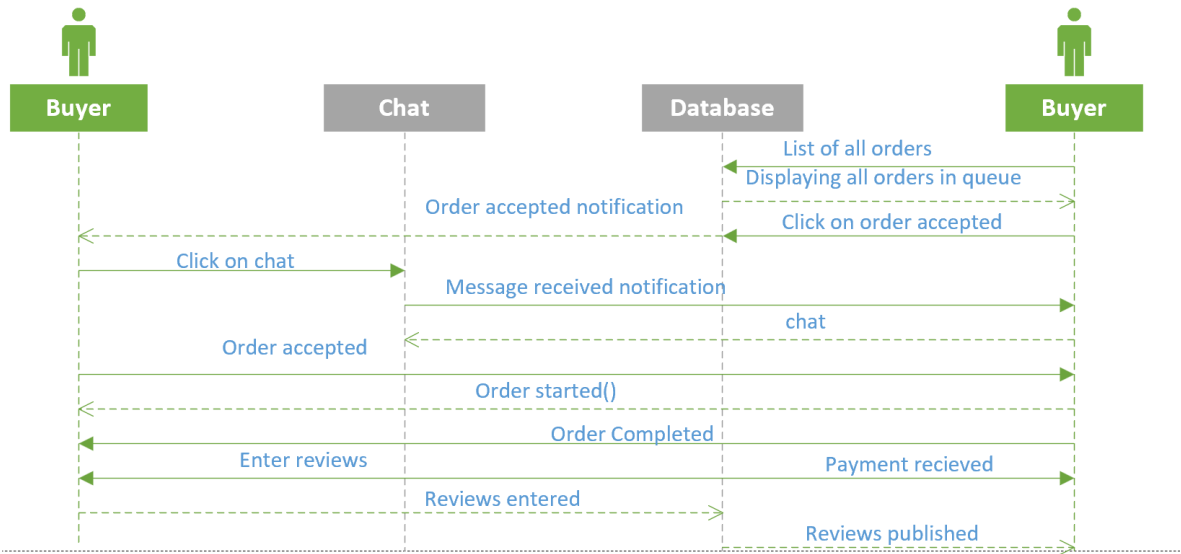 Buyer
Chat
Database
Buyer
List of all orders
Displaying all orders in queue
Order accepted notification
Click on order accepted
Click on chat
Message received notification
chat
Order accepted
Order started()
Order Completed
Enter reviews
Payment recieved
Reviews entered
Reviews published